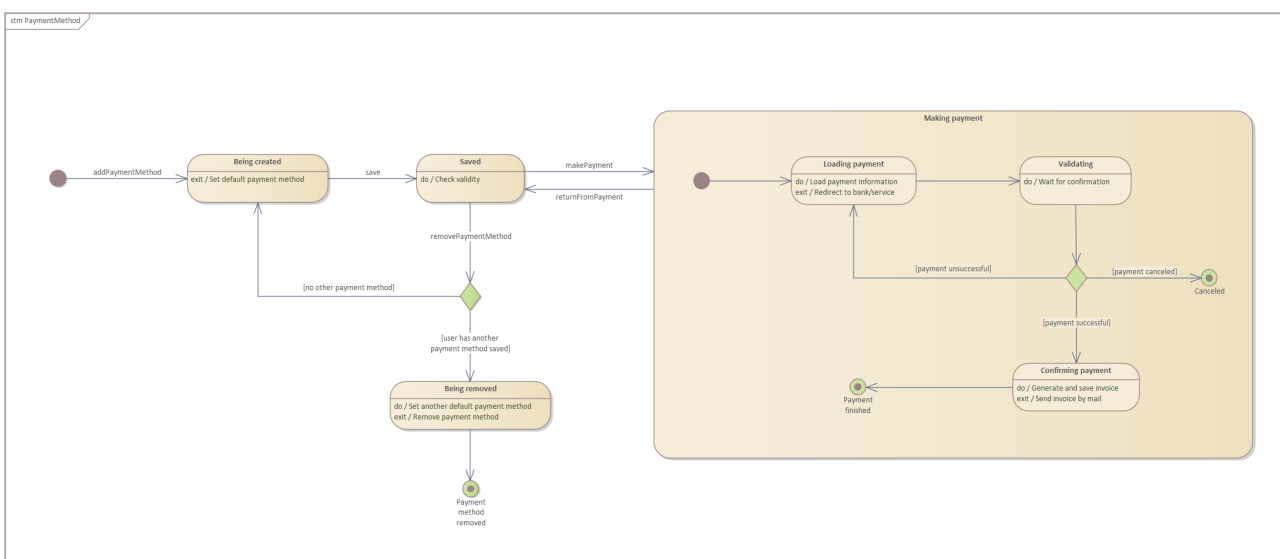 stm PaymentMethod
Making payment
addPaymentMethod
Being created
exit / Set default payment method
save
Saved
do / Check validity
makePayment
returnFromPayment
Loading payment
do / Load payment information
exit / Redirect to bank/service
Validating
do / Wait for confirmation
removePaymentMethod
[no other payment method]
[payment unsuccessful]
[payment canceled]
Canceled
[payment successful]
[user has another
payment method saved]
Being removed
do / Set another default payment method
exit / Remove payment method
Confirming payment
do / Generate and save invoice
exit / Send invoice by mail
Payment
finished
Payment
method
removed